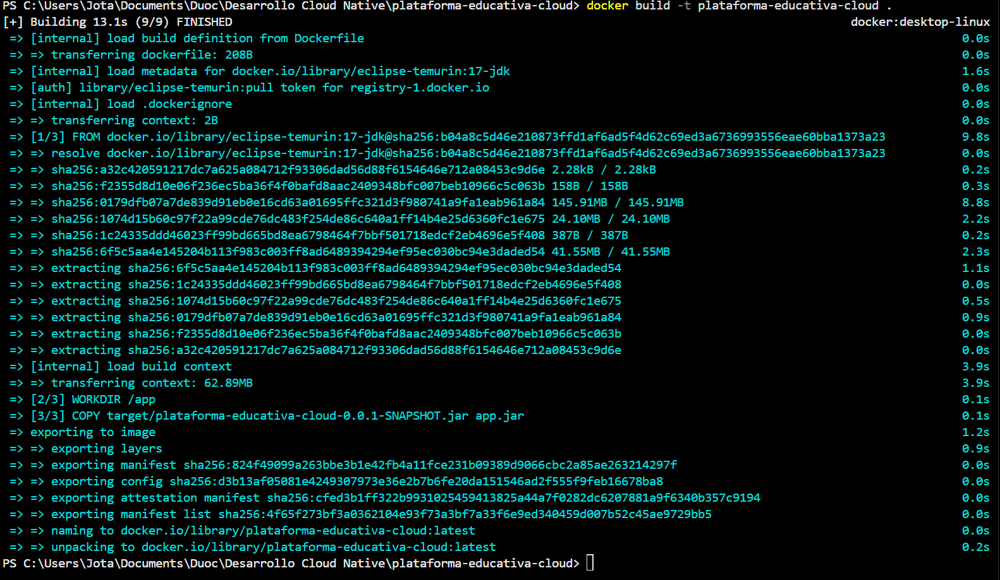 PS C:\Users\Jota\Documents\Duoc\Desarrollo Cloud Native\plataforma-educativa-cloud> docker build -t plataforma-educativa-cloud .
[+] Building 13.1s (9/9) FINISHED docker:desktop-linux
=> [internal] load build definition from Dockerfile 0.0s
=> => transferring dockerfile: 208B 0.0s
=> [internal] load metadata for docker.io/library/eclipse-temurin:17-jdk 1.6s
=> [auth] library/eclipse-temurin:pull token for registry-1.docker.io 0.0s
=> [internal] load .dockerignore 0.0s
=> => transferring context: 2B 0.0s
=> [1/3] FROM docker.io/library/eclipse-temurin:17-jdk@sha256:b04a8c5d46e210873ffd1af6ad5f4d62c69ed3a6736993556eae60bba1373a23 9.8s
=> => resolve docker.io/library/eclipse-temurin:17-jdk@sha256:b04a8c5d46e210873ffd1af6ad5f4d62c69ed3a6736993556eae60bba1373a23 0.0s
=> => sha256:a32c420591217dc7a625a084712f93306dad56d88f6154646e712a08453c9d6e 2.28kB / 2.28kB 0.2s
=> => sha256:f2355d8d10e06f236ec5ba36f4f0bafd8aac2409348bfc007beb10966c5c063b 158B / 158B 0.3s
=> => sha256:0179dfb07a7de839d91eb0e16cd63a01695ffc321d3f980741a9fa1eab961a84 145.91MB / 145.91MB 8.8s
=> => sha256:1074d15b60c97f22a99cde76dc483f254de86c640a1ff14b4e25d6360fc1e675 24.10MB / 24.10MB 2.2s
=> => sha256:1c24335ddd46023ff99bd665bd8ea6798464f7bbf501718edcf2eb4696e5f408 387B / 387B 0.2s
=> => sha256:6f5c5aa4e145204b113f983c003ff8ad6489394294ef95ec030bc94e3daded54 41.55MB / 41.55MB 2.3s
=> => extracting sha256:6f5c5aa4e145204b113f983c003ff8ad6489394294ef95ec030bc94e3daded54 1.1s
=> => extracting sha256:1c24335ddd46023ff99bd665bd8ea6798464f7bbf501718edcf2eb4696e5f408 0.0s
=> => extracting sha256:1074d15b60c97f22a99cde76dc483f254de86c640a1ff14b4e25d6360fc1e675 0.5s
=> => extracting sha256:0179dfb07a7de839d91eb0e16cd63a01695ffc321d3f980741a9fa1eab961a84 0.9s
=> => extracting sha256:f2355d8d10e06f236ec5ba36f4f0bafd8aac2409348bfc007beb10966c5c063b 0.0s
=> => extracting sha256:a32c420591217dc7a625a084712f93306dad56d88f6154646e712a08453c9d6e 0.0s
=> [internal] load build context 3.9s
=> => transferring context: 62.89MB 3.9s
=> [2/3] WORKDIR /app 0.1s
=> [3/3] COPY target/plataforma-educativa-cloud-0.0.1-SNAPSHOT.jar app.jar 0.1s
=> exporting to image 1.2s
=> => exporting layers 0.9s
=> => exporting manifest sha256:824f49099a263bbe3b1e42fb4a11fce231b09389d9066cbc2a85ae263214297f 0.0s
=> => exporting config sha256:d3b13af05081e4249307973e36e2b7b6fe20da151546ad2f555f9feb16678ba8 0.0s
=> => exporting attestation manifest sha256:cfed3b1ff322b9931025459413825a44a7f0282dc6207881a9f6340b357c9194 0.0s
=> => exporting manifest list sha256:4f65f273bf3a0362104e93f73a3bf7a33f6e9ed340459d007b52c45ae9729bb5 0.0s
=> => naming to docker.io/library/plataforma-educativa-cloud:latest 0.0s
=> => unpacking to docker.io/library/plataforma-educativa-cloud:latest 0.2s
PS C:\Users\Jota\Documents\Duoc\Desarrollo Cloud Native\plataforma-educativa-cloud>